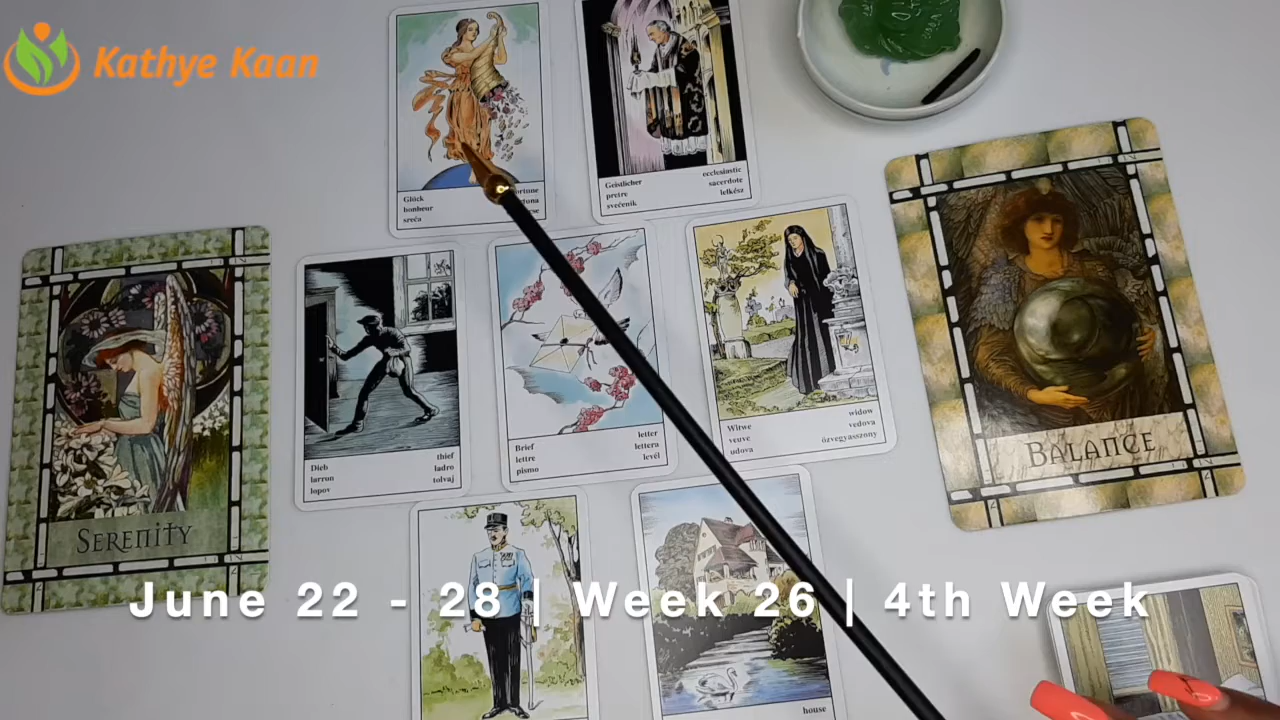 Kathye Kaan
Glück
bonheur
sreća
Geistlicher
pretre
svećenik
ecclesiastic
sacerdote
lelkész
Dieb
larron
lopov
thief
ladro
tolvaj
Brief
lettre
pismo
letter
lettera
levél
Witwe
veuve
udova
widow
vedova
özvegyasszony
SERENITY
BALANCE
house
June 22 - 28 | Week 26 | 4th Week